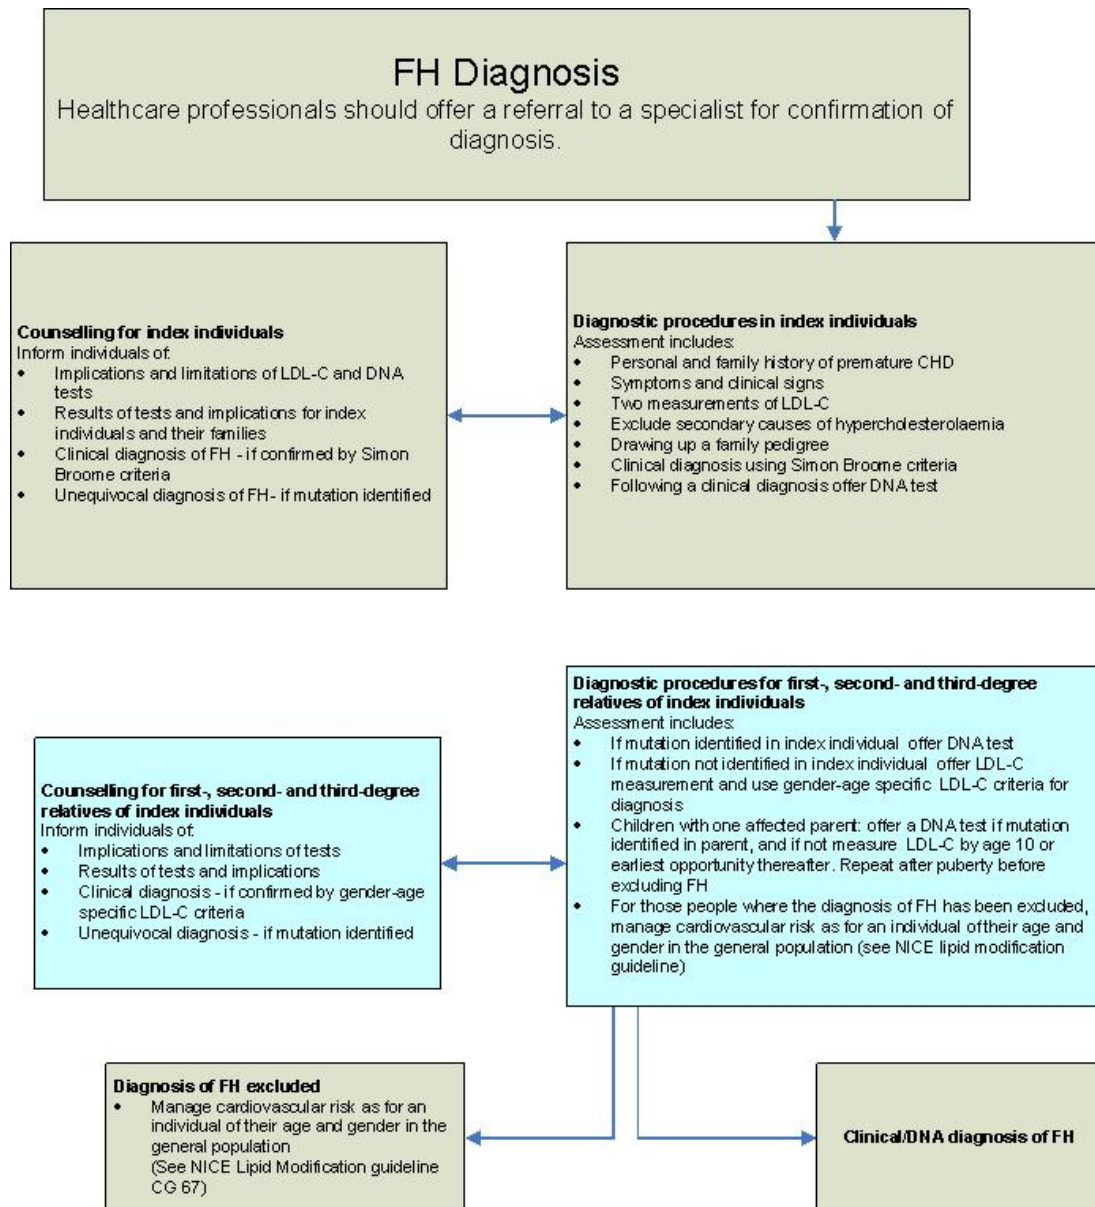 FH Diagnosis
Healthcare professionals should offer a referral to a specialist for confirmation of
diagnosis.
Counselling for index individuals
Inform individuals of:
• Implications and limitations of LDL-C and DNA
tests
• Results of tests and implications for index
individuals and their families
• Clinical diagnosis of FH - if confirmed by Simon
Broome criteria
• Unequivocal diagnosis of FH- if mutation identified
Diagnostic procedures in index individuals
Assessment includes:
• Personal and family history of premature CHD
• Symptoms and clinical signs
• Two measurements of LDL-C
• Exclude secondary causes of hypercholesterolaemia
• Drawing up a family pedigree
• Clinical diagnosis using Simon Broome criteria
• Following a clinical diagnosis offer DNA test
Counselling for first-, second- and third-degree
relatives of index individuals
Inform individuals of:
• Implications and limitations of tests
• Results of tests and implications
• Clinical diagnosis - if confirmed by gender-age
specific LDL-C criteria
• Unequivocal diagnosis - if mutation identified
Diagnostic procedures for first-, second- and third-degree
relatives of index individuals
Assessment includes:
• If mutation identified in index individual offer DNA test
• If mutation not identified in index individual offer LDL-C
measurement and use gender-age specific LDL-C criteria for
diagnosis
• Children with one affected parent: offer a DNA test if mutation
identified in parent, and if not measure LDL-C by age 10 or
earliest opportunity thereafter. Repeat after puberty before
excluding FH
• For those people where the diagnosis of FH has been excluded,
manage cardiovascular risk as for an individual of their age and
gender in the general population (see NICE lipid modification
guideline)
Diagnosis of FH excluded
• Manage cardiovascular risk as for an
individual of their age and gender in the
general population
(See NICE Lipid Modification guideline
CG 67)
Clinical/DNA diagnosis of FH